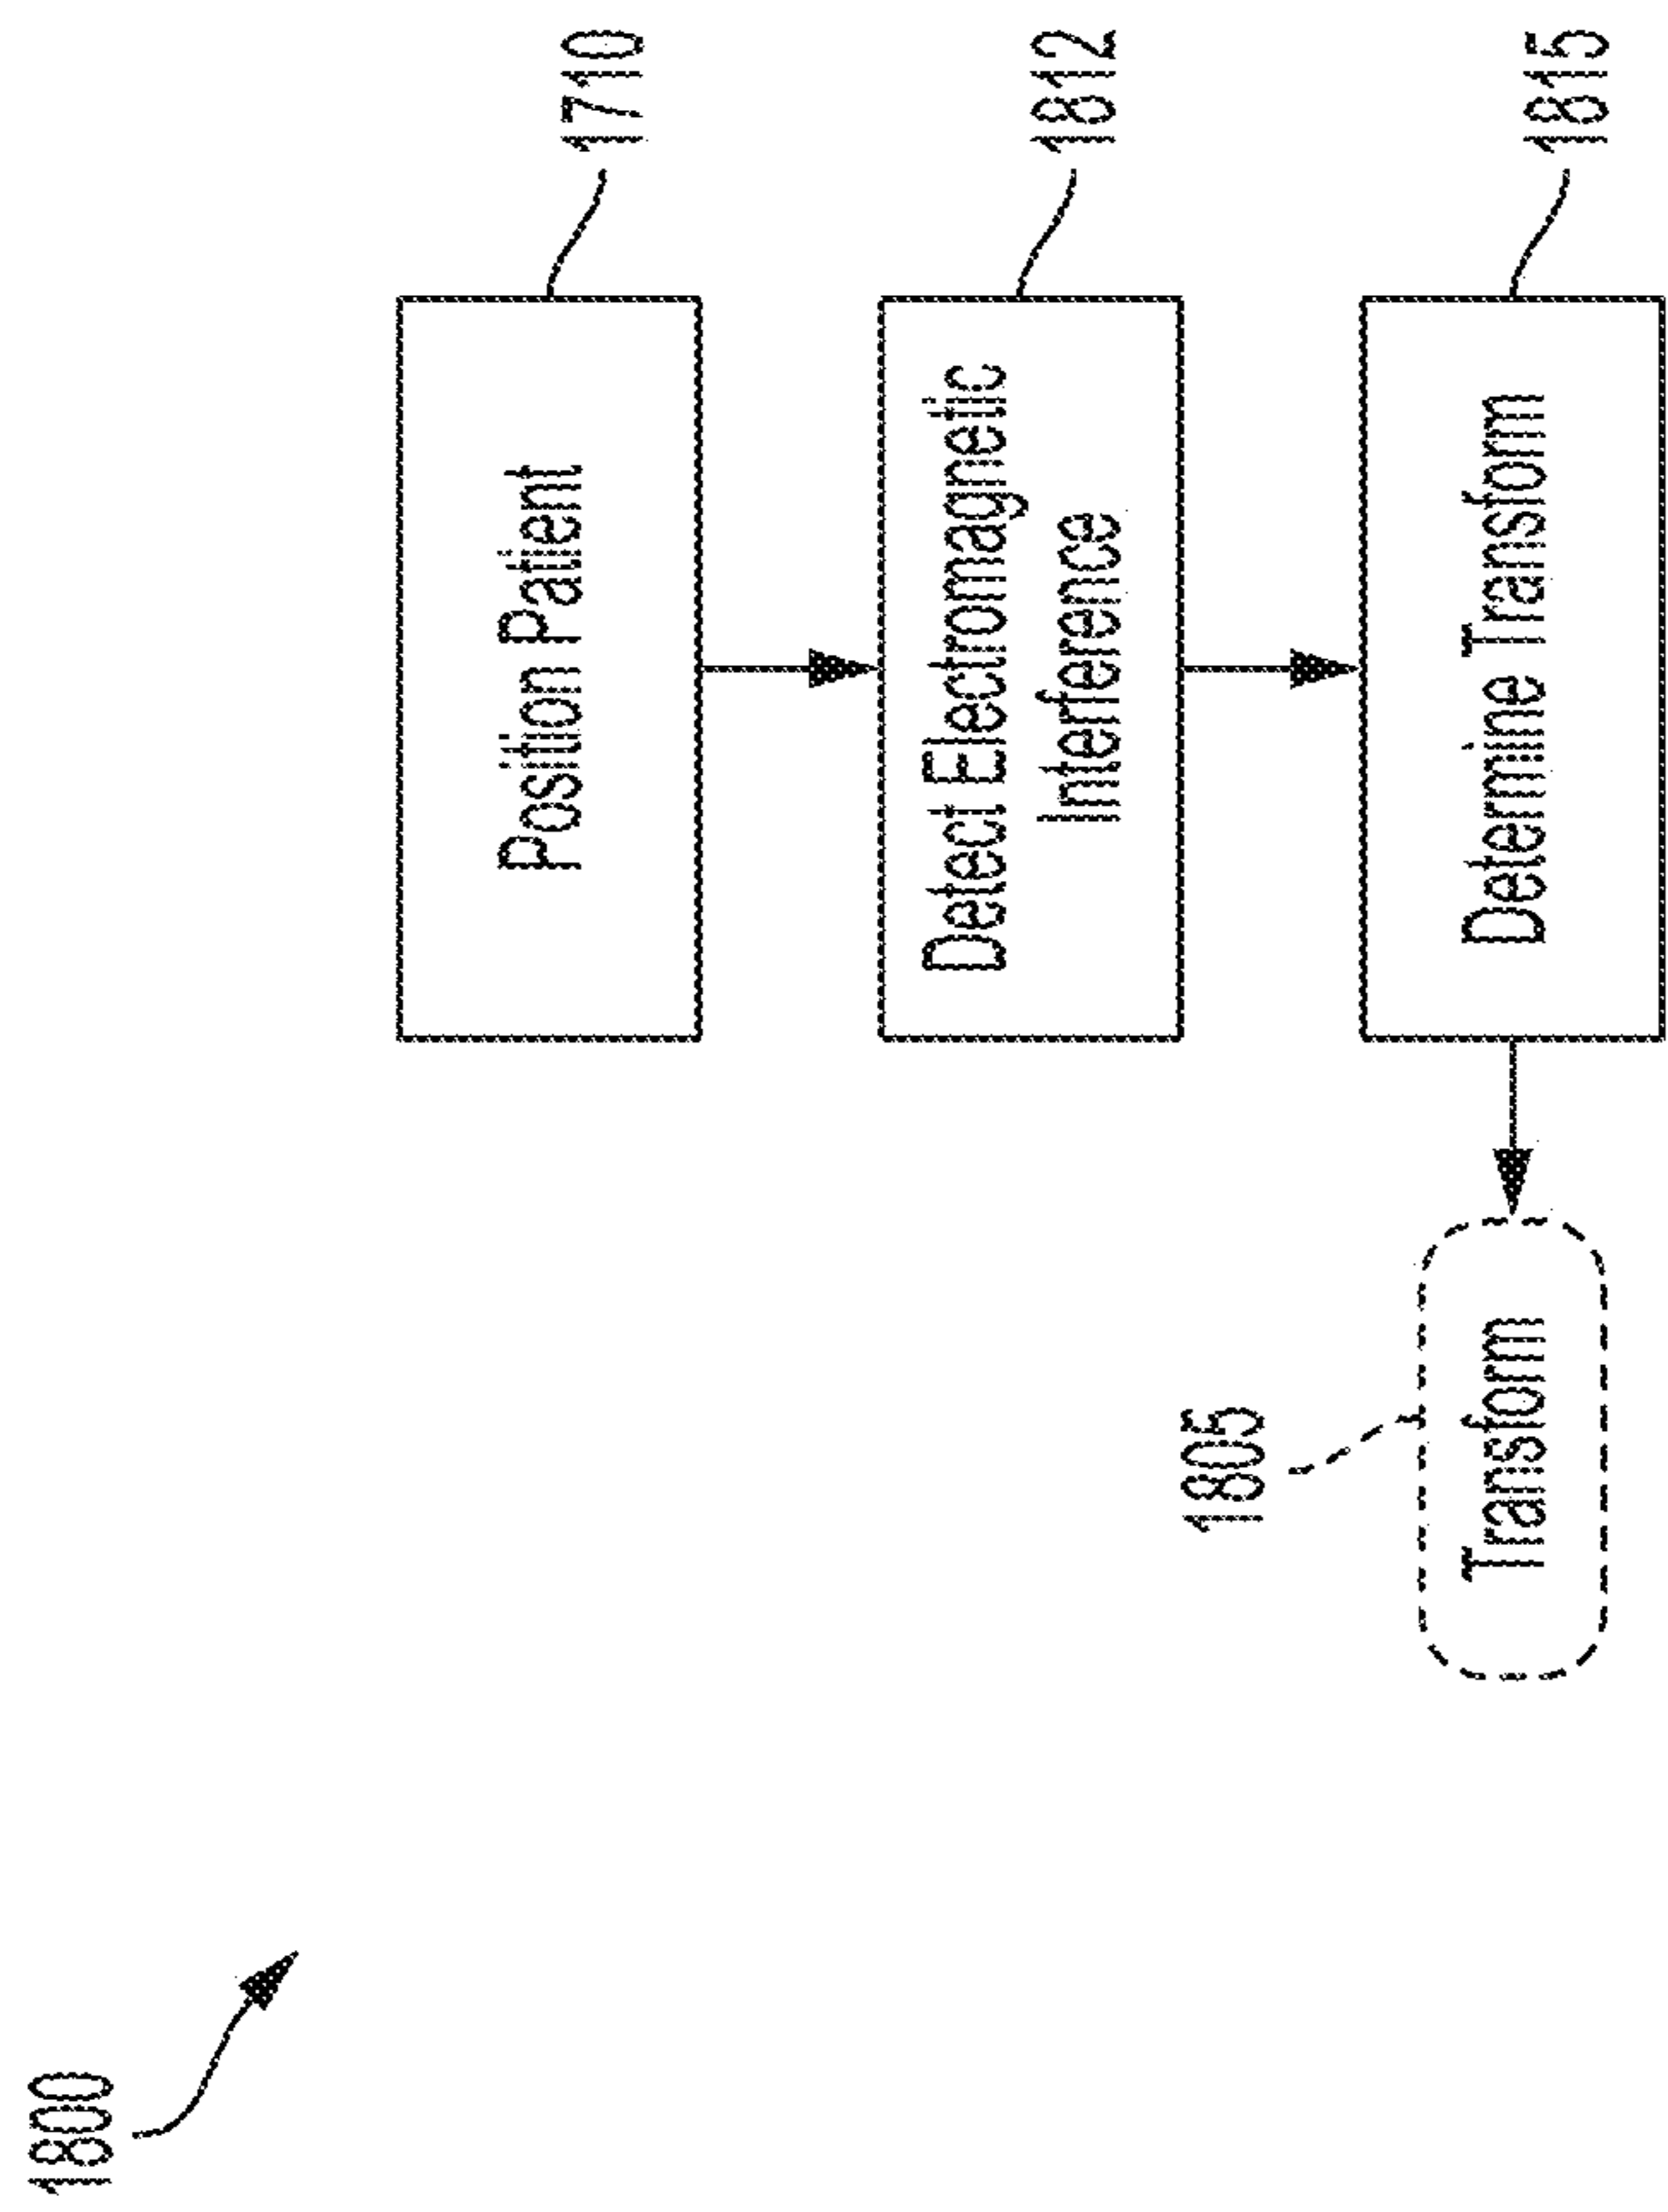 1800
Position Patient
1710
Detect Electromagnetic
Interference
1812
Determine Transform
1815
1805
Transform